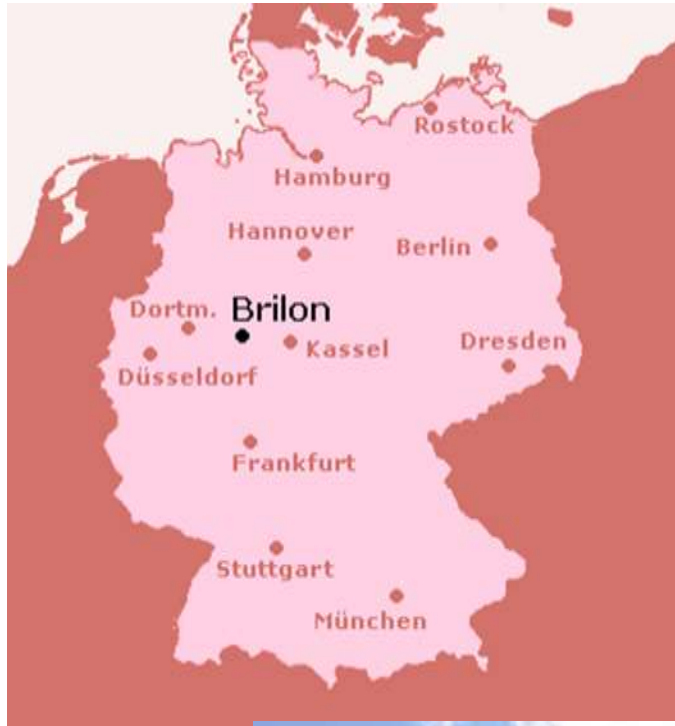 Rostock
Hamburg
Hannover
Berlin
Dortm. Brilon
Kassel
Dresden
Düsseldorf
Frankfurt
Stuttgart
München